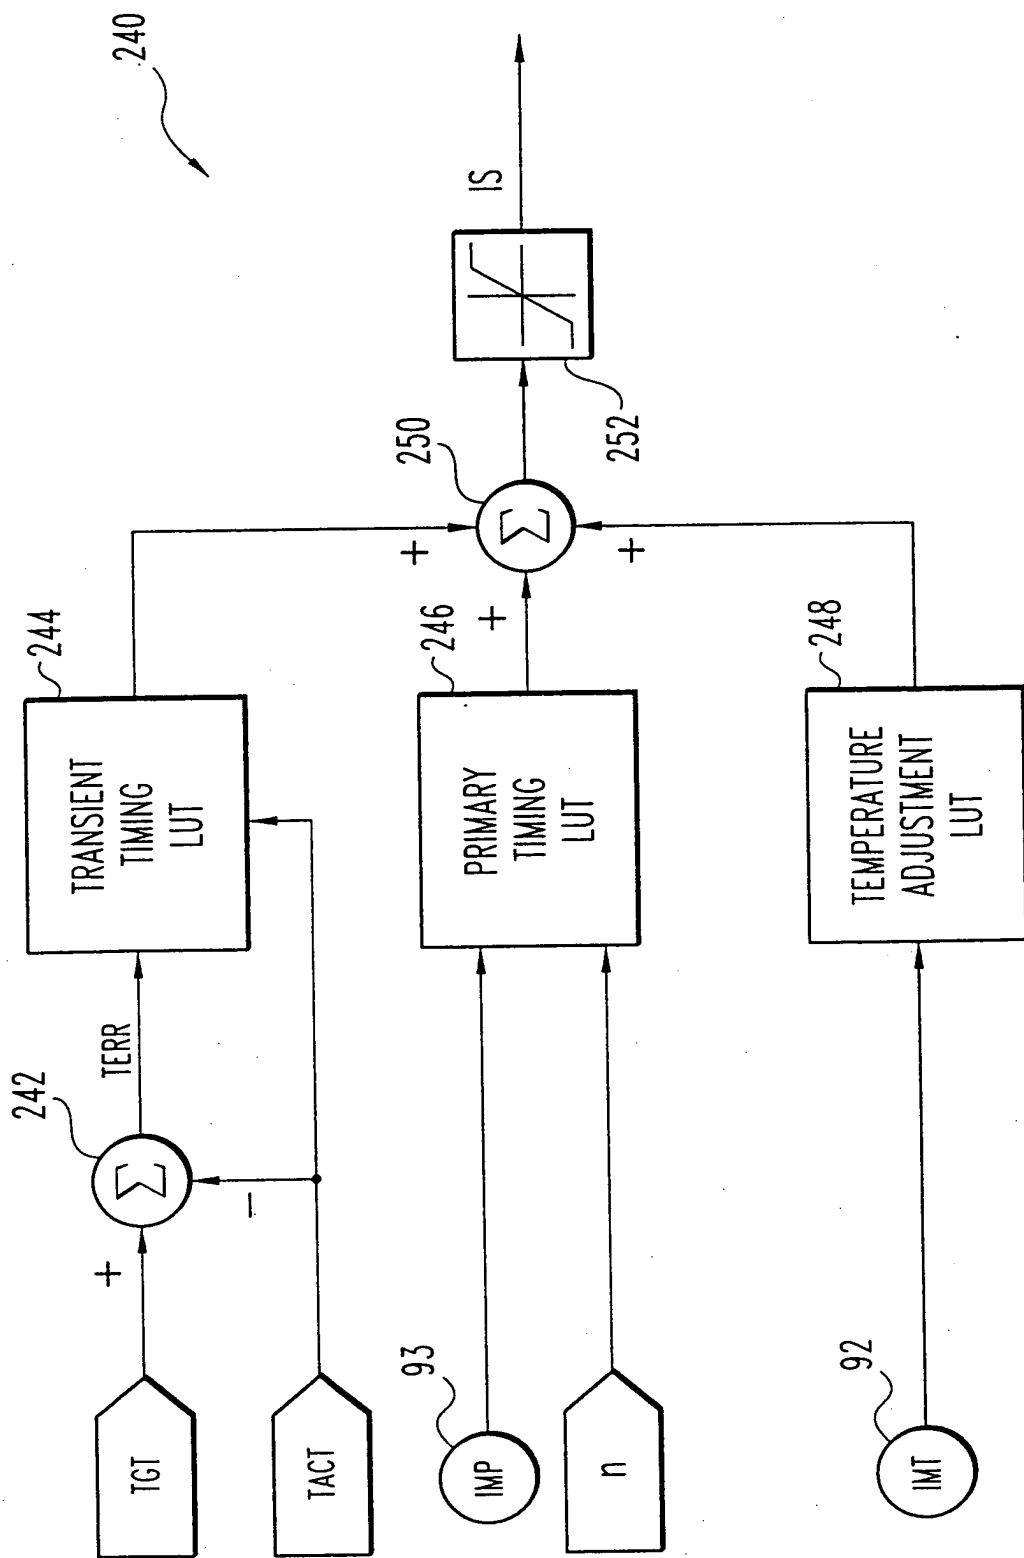 240
TGT
+
242
Σ
TERR
-
TACT
TRANSIENT
TIMING
LUT
244
+
93
IMP
n
PRIMARY
TIMING
LUT
246
+
250
Σ
252
IS
92
IMT
TEMPERATURE
ADJUSTMENT
LUT
248
+